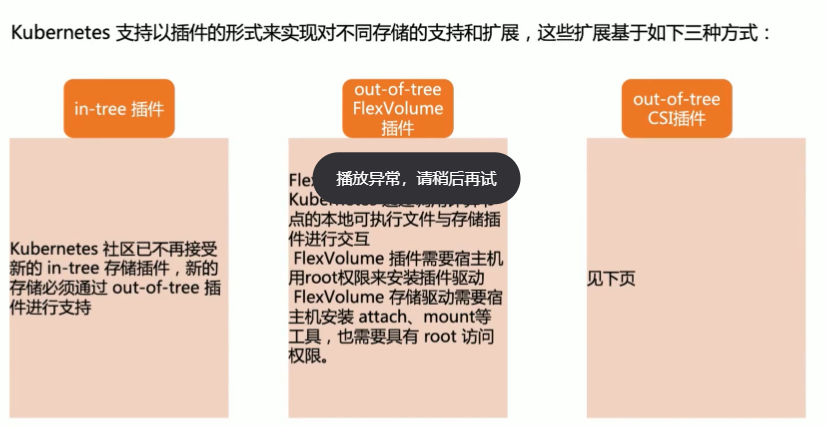 Kubernetes 支持以插件的形式来实现对不同存储的支持和扩展，这些扩展基于如下三种方式：
in-tree 插件
Kubernetes 社区已不再接受
新的 in-tree 存储插件，新的
存储必须通过 out-of-tree 插
件进行支持
out-of-tree
FlexVolume
插件
播放异常，请稍后再试
点的本地可执行文件与存储插
件进行交互
FlexVolume 插件需要宿主机
用root权限来安装插件驱动
FlexVolume 存储驱动需要宿
主机安装 attach、mount等
工具，也需要具有 root 访问
权限。
out-of-tree
CSI插件
见下页